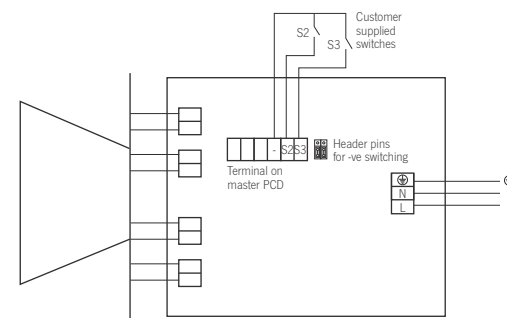 Customer
supplied
switches
S2
S3
- S2 S3
Header pins
for -ve switching
Terminal on
master PCD
N
L